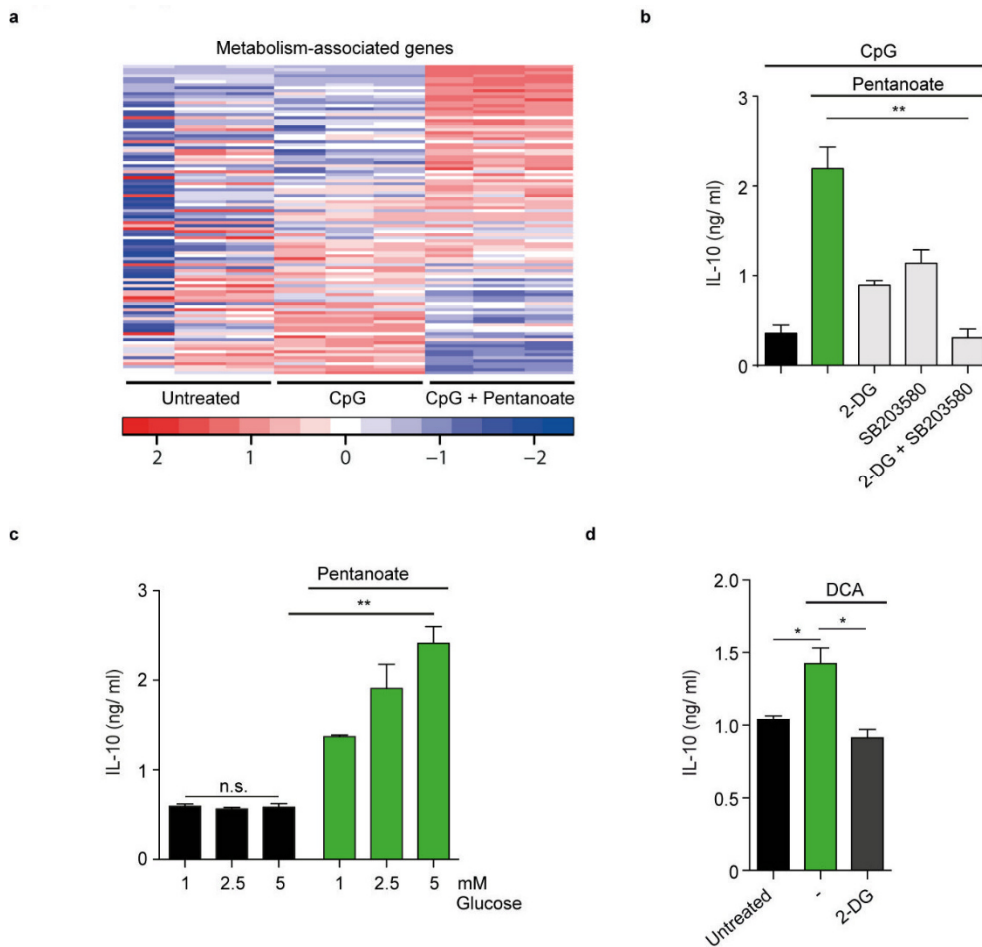 a
Metabolism-associated genes
Untreated CpG CpG + Pentanoate
2 1 0 −1 −2
b
CpG
Pentanoate
**
3
2
1
0
IL-10 (ng/ ml)
2-DG
SB203580
2-DG + SB203580
c
Pentanoate
**
3
2
1
0
IL-10 (ng/ ml)
n.s.
1 2.5 5 1 2.5 5 mM
Glucose
d
DCA
* *
2.0
1.5
1.0
0.5
0
IL-10 (ng/ ml)
Untreated
-
2-DG